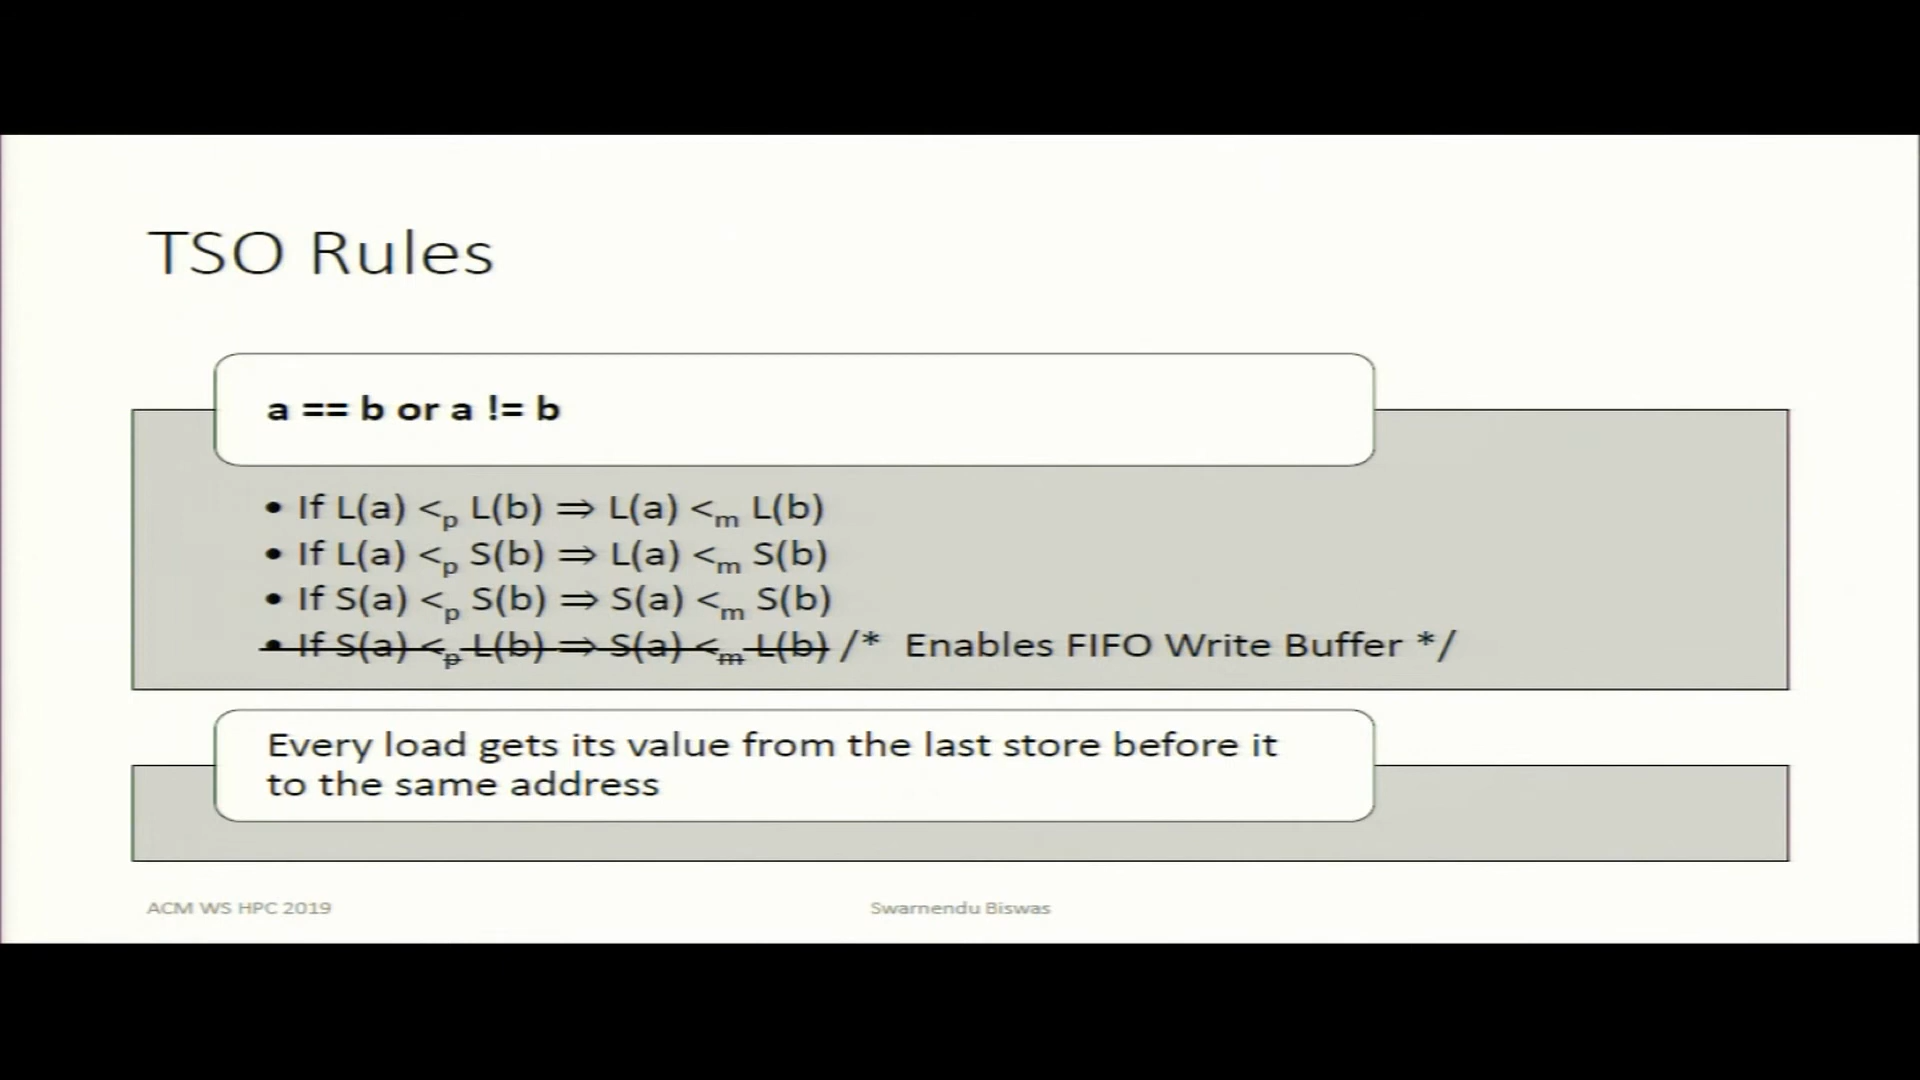 TSO Rules
a == b or a != b
• If L(a) <p L(b) ⇒ L(a) <m L(b)
• If L(a) <p S(b) ⇒ L(a) <m S(b)
• If S(a) <p S(b) ⇒ S(a) <m S(b)
• If S(a) <p L(b) ⇒ S(a) <m L(b) /* Enables FIFO Write Buffer */
Every load gets its value from the last store before it
to the same address
ACM WS HPC 2019
Swarnendu Biswas